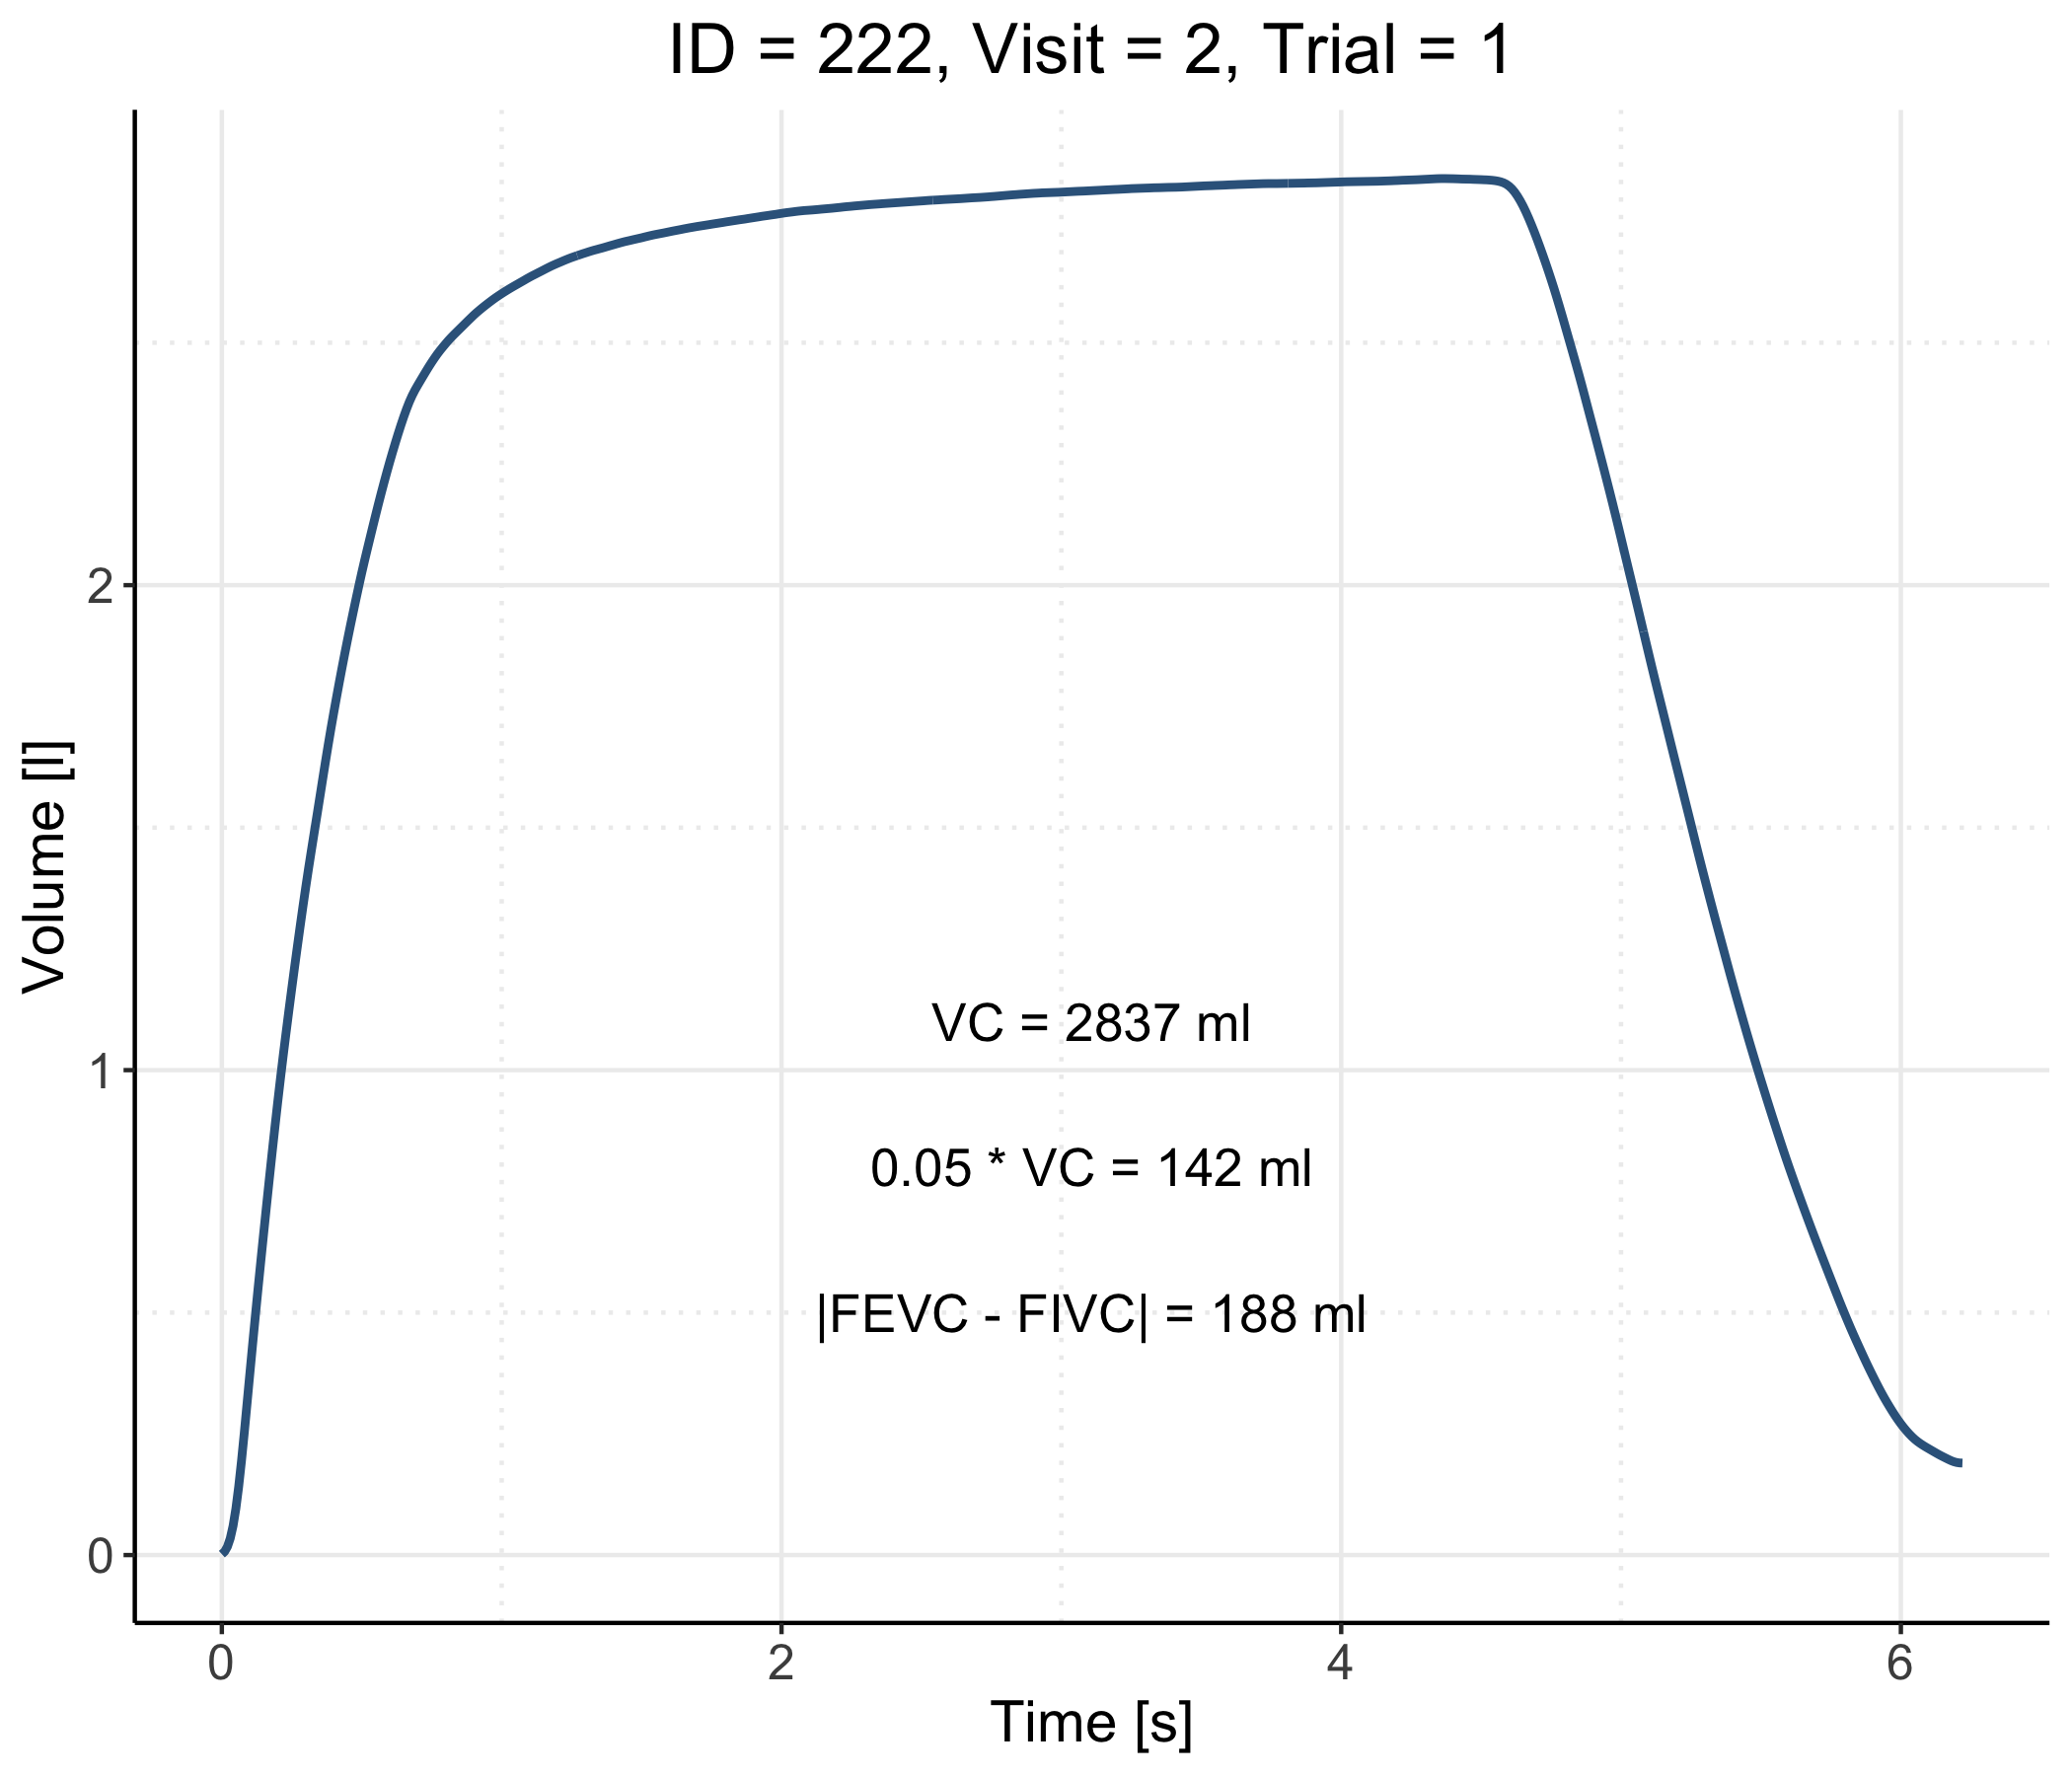 ID = 222, Visit = 2, Trial = 1
Volume [l]
2
1
0
VC = 2837 ml
0.05 * VC = 142 ml
|FEVC - FIVC| = 188 ml
0 2 4 6
Time [s]